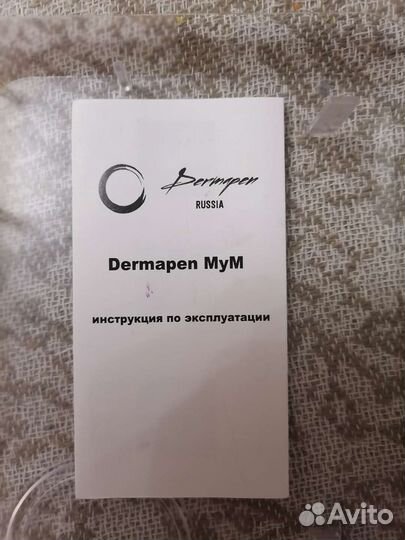 Dermapen
RUSSIA
Dermapen MyM
инструкция по эксплуатации
Avito